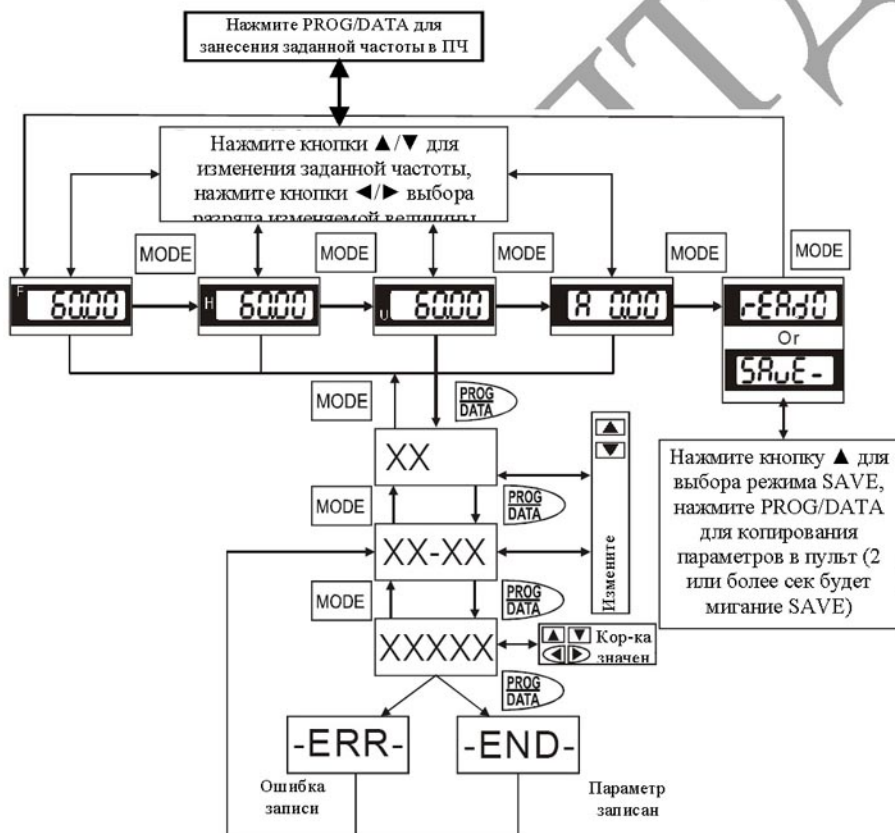 Нажмите PROG/DATA для
занесения заданной частоты в ПЧ
Нажмите кнопки ▲/▼ для
изменения заданной частоты,
нажмите кнопки ◄/► выбора
разряда изменяемой величины
MODE
MODE
MODE
MODE
MODE
F 60.00
H 60.00
U 60.00
A 0.00
rEAd0
Or
SAvE-
MODE
PROG
DATA
▲
▼
XX
Нажмите кнопку ▲ для
выбора режима SAVE,
нажмите PROG/DATA
для копирования
параметров в пульт (2
или более сек будет
мигание SAVE)
MODE
PROG
DATA
XX-XX
Измените
MODE
PROG
DATA
XXXXX
▲ ▼ Кор-ка
◄ ► значен
PROG
DATA
-ERR-
-END-
Ошибка
записи
Параметр
записан